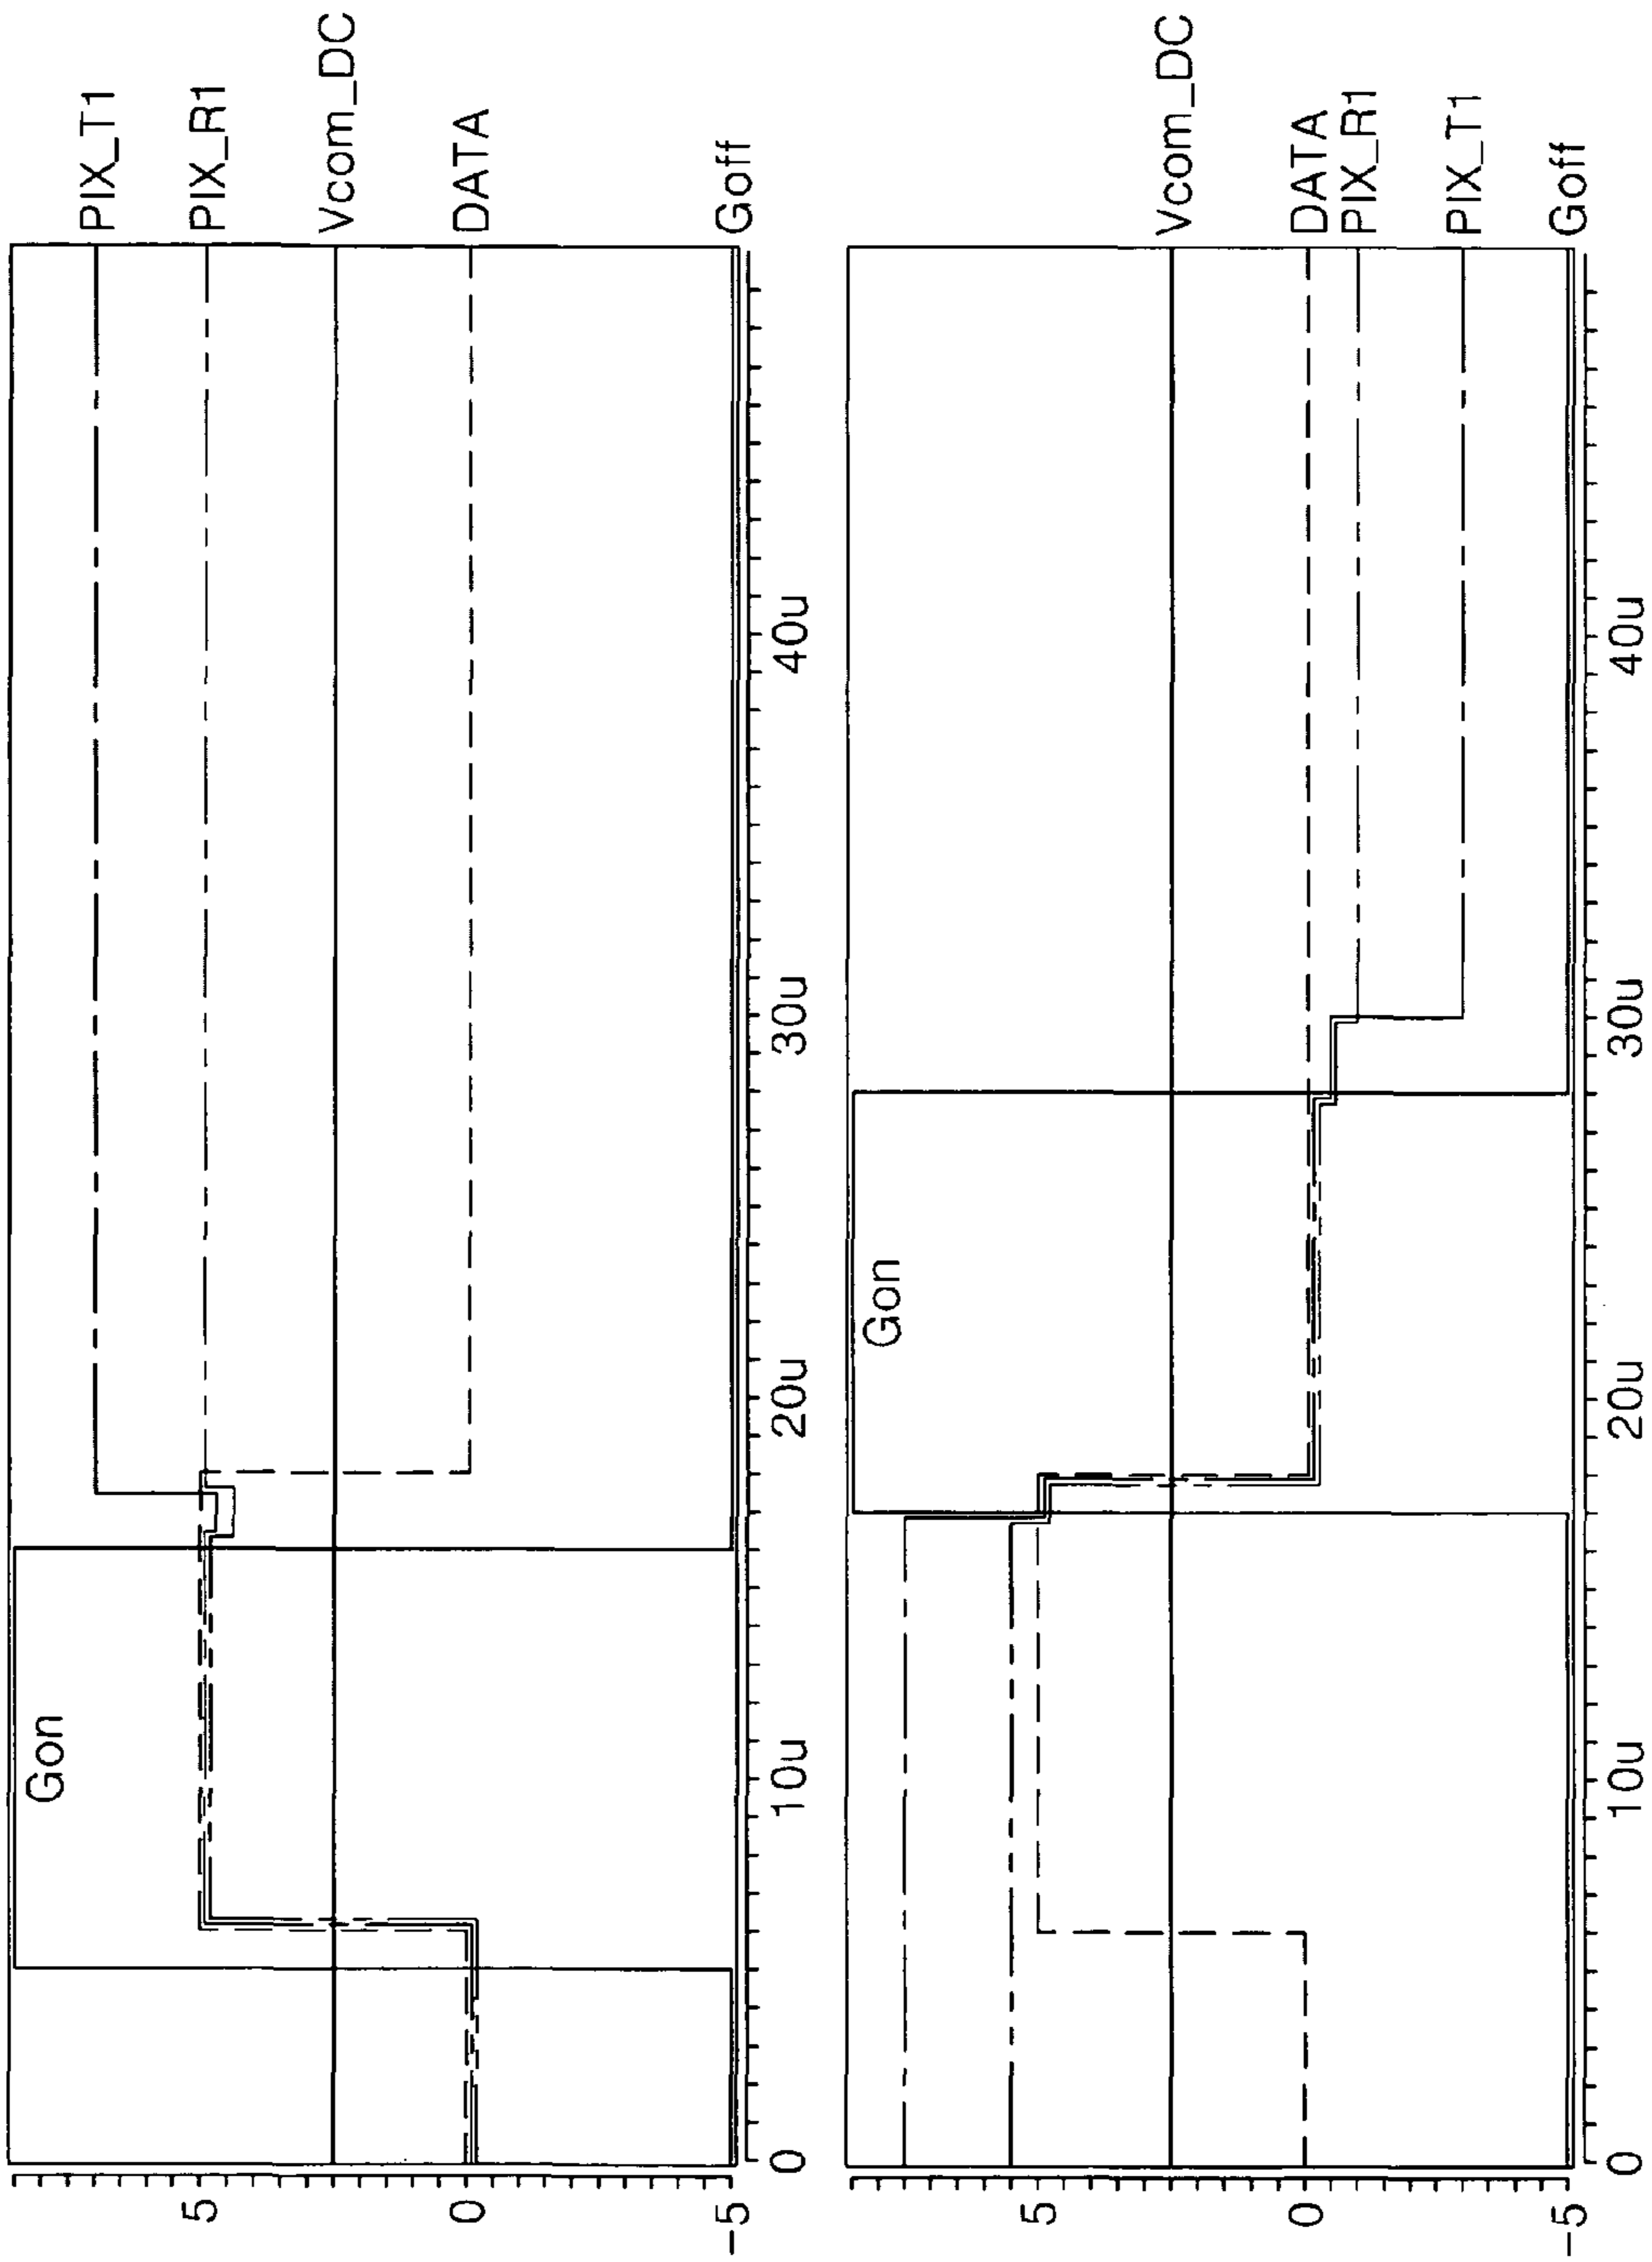 Gon
PIX_T1
PIX_R1
Vcom_DC
DATA
Goff
5
0
-5
0
10u
20u
30u
40u
Gon
Vcom_DC
DATA
PIX_R1
PIX_T1
Goff
5
0
-5
0
10u
20u
30u
40u